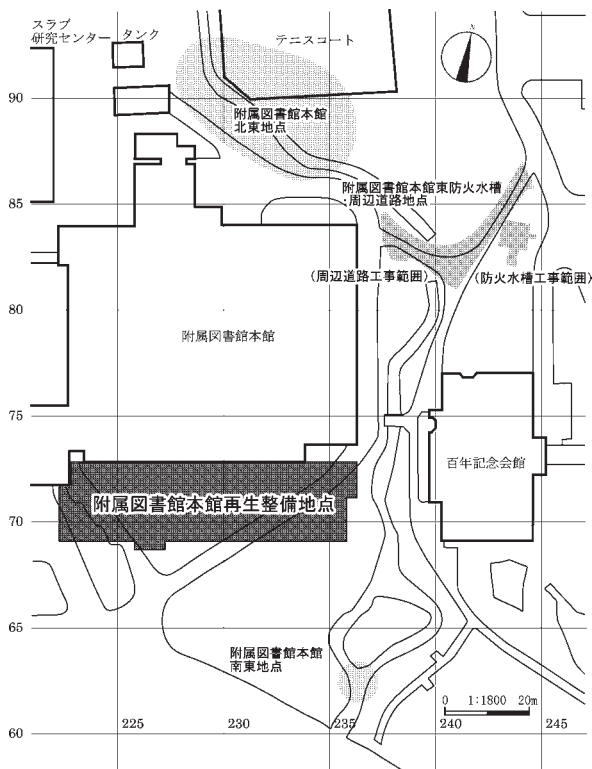 スラブ
研究センター
タンク
テニスコート
N
90
附属図書館本館
北東地点
附属図書館本館東防火水槽
・周辺道路地点
85
(周辺道路工事範囲)
(防火水槽工事範囲)
80
附属図書館本館
75
百年記念会館
附属図書館本館再生整備地点
70
65
附属図書館本館
南東地点
0 1:1800 20m
225 230 235 240 245
60